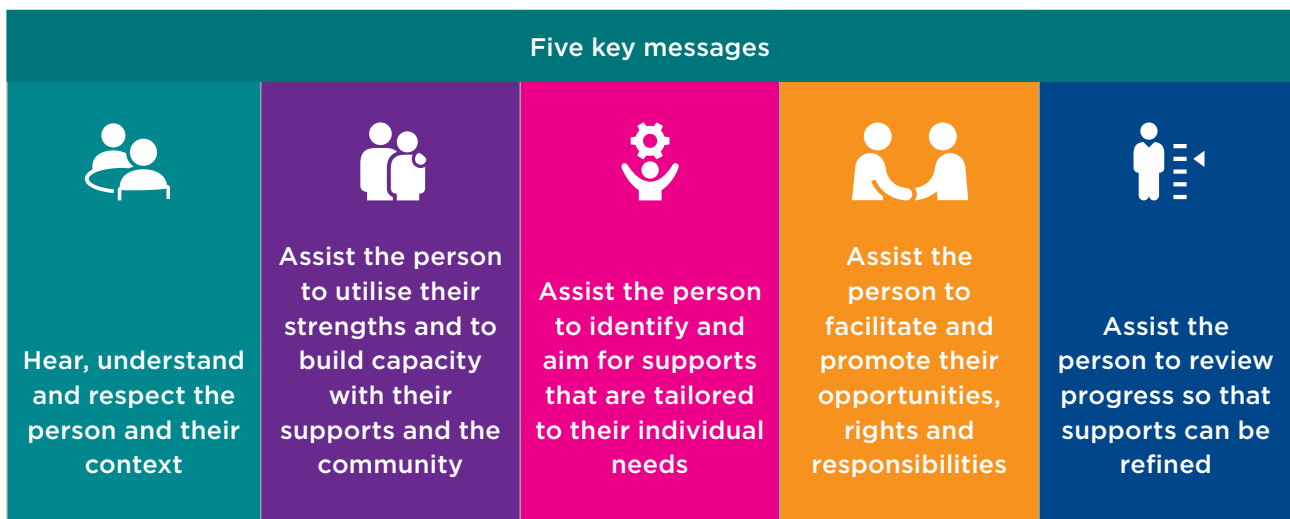 Five key messages
Hear, understand
and respect the
person and their
context
Assist the person
to utilise their
strengths and to
build capacity
with their
supports and the
community
Assist the person
to identify and
aim for supports
that are tailored
to their individual
needs
Assist the
person to
facilitate and
promote their
opportunities,
rights and
responsibilities
Assist the
person to review
progress so that
supports can be
refined